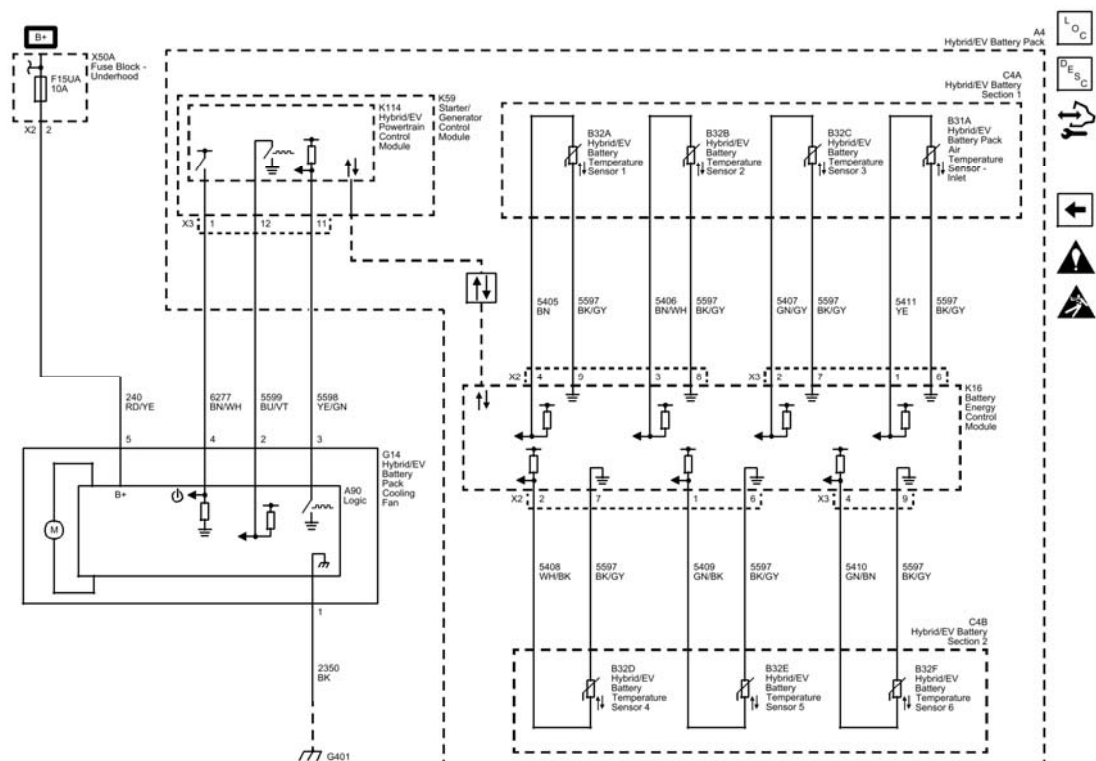 B+
X50A
Fuse Block -
Underhood
F15UA
10A
X2 2
A4
Hybrid/EV Battery Pack
K59
Starter/
Generator
Control
Module
K114
Hybrid/EV
Powertrain
Control
Module
X3 1 12 11
C4A
Hybrid/EV Battery
Section 1
B32A
Hybrid/EV
Battery
Temperature
Sensor 1
B32B
Hybrid/EV
Battery
Temperature
Sensor 2
B32C
Hybrid/EV
Battery
Temperature
Sensor 3
B31A
Hybrid/EV
Battery Pack
Air
Temperature
Sensor -
Inlet
LOC
DESC
5405
BN
5597
BK/GY
5406
BN/WH
5597
BK/GY
5407
GN/GY
5597
BK/GY
5411
YE
5597
BK/GY
X2 4 9 3 8 X3 2 7 1 6
K16
Battery
Energy
Control
Module
240
RD/YE
6277
BN/WH
5599
BU/VT
5598
YE/GN
5 4 2 3
G14
Hybrid/EV
Battery
Pack
Cooling
Fan
A90
Logic
B+
M
X2 2 7 1 6 X3 4 9
5408
WH/BK
5597
BK/GY
5409
GN/BK
5597
BK/GY
5410
GN/BN
5597
BK/GY
1
2350
BK
G401
C4B
Hybrid/EV Battery
Section 2
B32D
Hybrid/EV
Battery
Temperature
Sensor 4
B32E
Hybrid/EV
Battery
Temperature
Sensor 5
B32F
Hybrid/EV
Battery
Temperature
Sensor 6